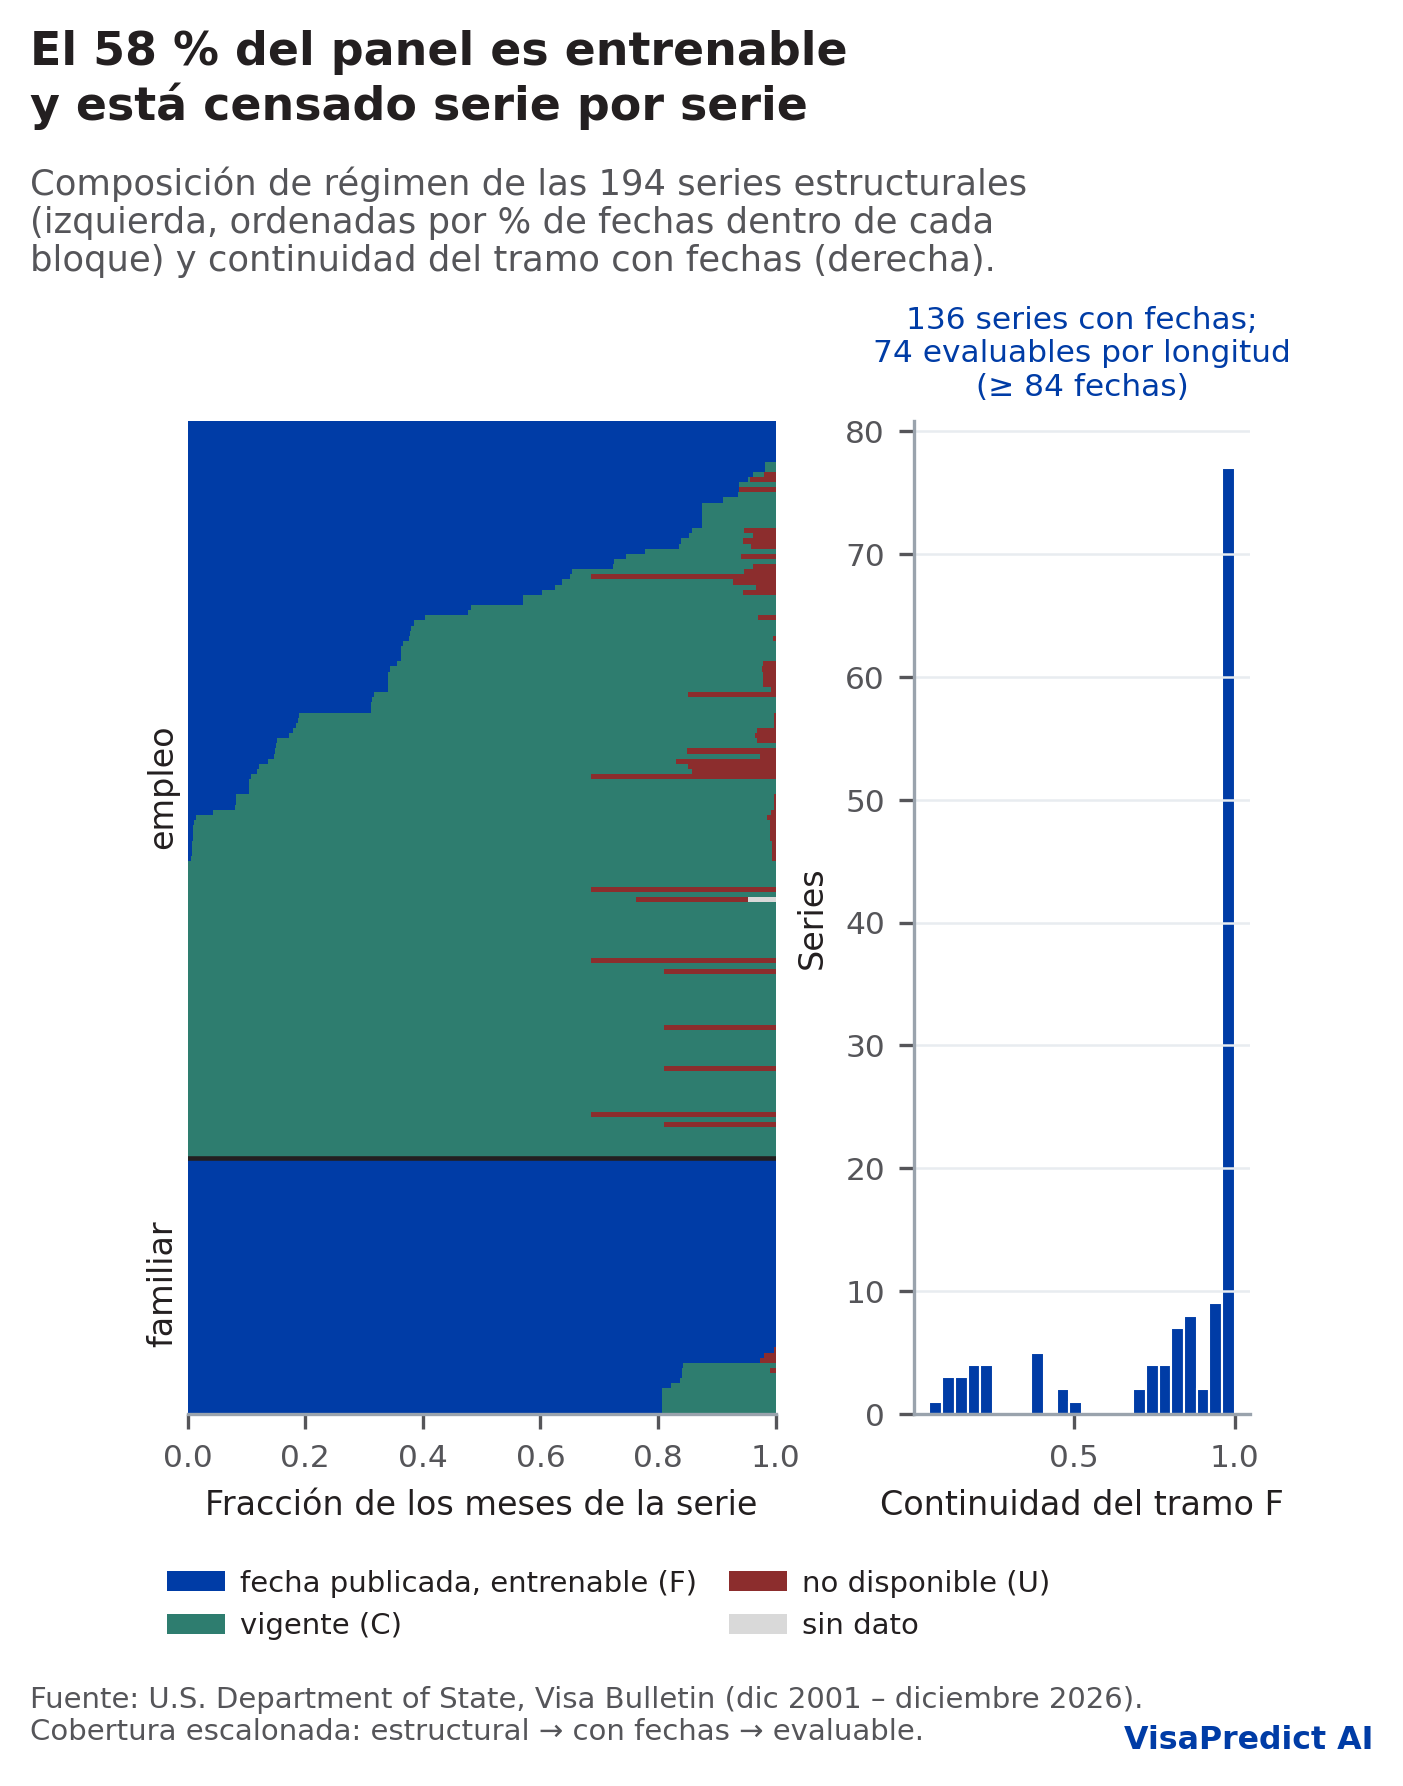 El 58 % del panel es entrenable
y está censado serie por serie
Composición de régimen de las 194 series estructurales
(izquierda, ordenadas por % de fechas dentro de cada
bloque) y continuidad del tramo con fechas (derecha).
136 series con fechas;
74 evaluables por longitud
(≥ 84 fechas)
empleo
familiar
0.0 0.2 0.4 0.6 0.8 1.0
Fracción de los meses de la serie
Series
80
70
60
50
40
30
20
10
0
0.5 1.0
Continuidad del tramo F
fecha publicada, entrenable (F)
vigente (C)
no disponible (U)
sin dato
Fuente: U.S. Department of State, Visa Bulletin (dic 2001 – diciembre 2026).
Cobertura escalonada: estructural → con fechas → evaluable.
VisaPredict AI